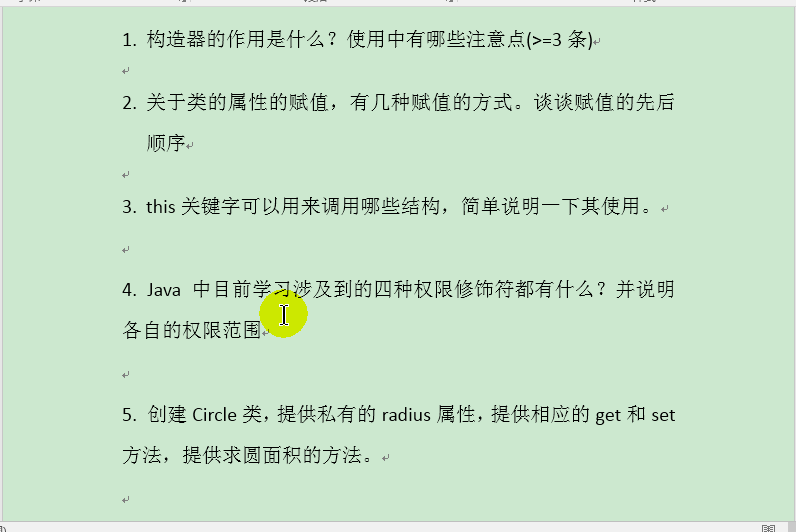 1. 构造器的作用是什么？使用中有哪些注意点(>=3 条)
2. 关于类的属性的赋值，有几种赋值的方式。谈谈赋值的先后
顺序
3. this 关键字可以用来调用哪些结构，简单说明一下其使用。
4. Java 中目前学习涉及到的四种权限修饰符都有什么？并说明
各自的权限范围
5. 创建 Circle 类，提供私有的 radius 属性，提供相应的 get 和 set
方法，提供求圆面积的方法。